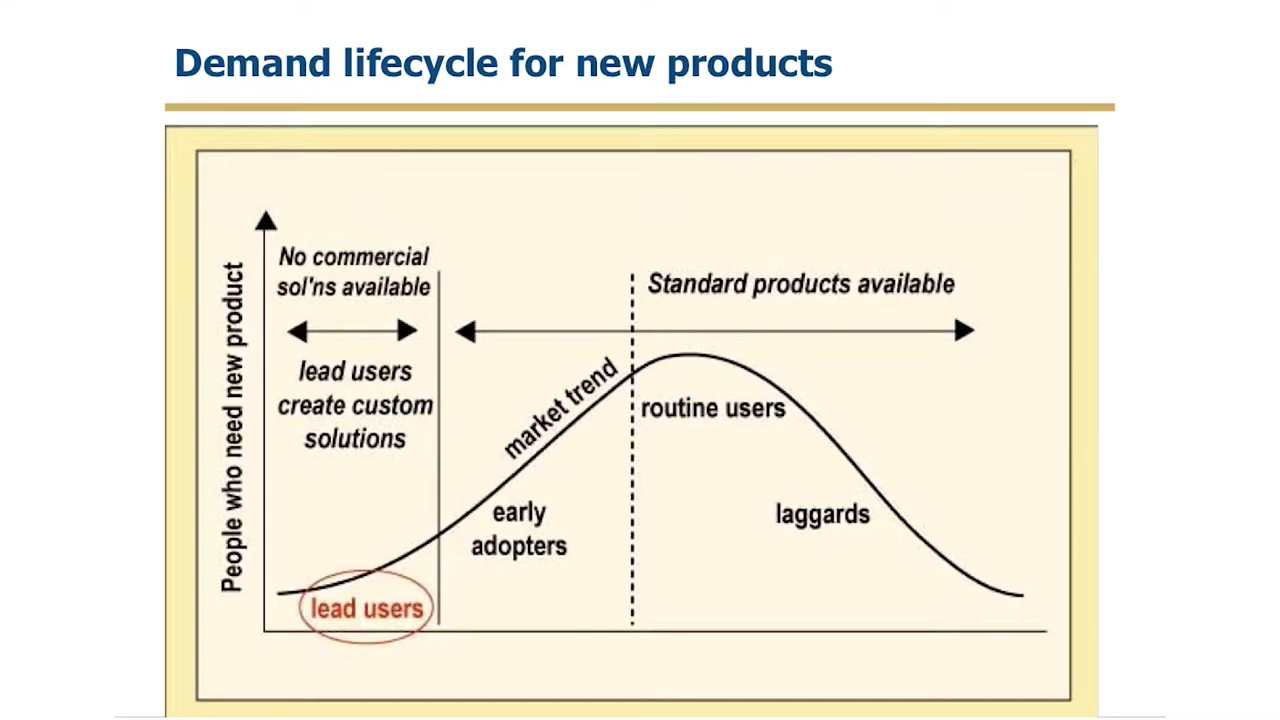 Demand lifecycle for new products
People who need new product
No commercial
sol'ns available
Standard products available
lead users
create custom
solutions
market trend
routine users
early
adopters
laggards
lead users